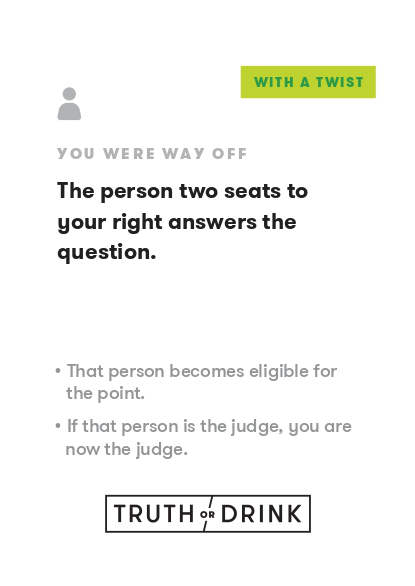 WITH A TWIST
YOU WERE WAY OFF
The person two seats to
your right answers the
question.
• That person becomes eligible for
the point.
• If that person is the judge, you are
now the judge.
TRUTH OR DRINK